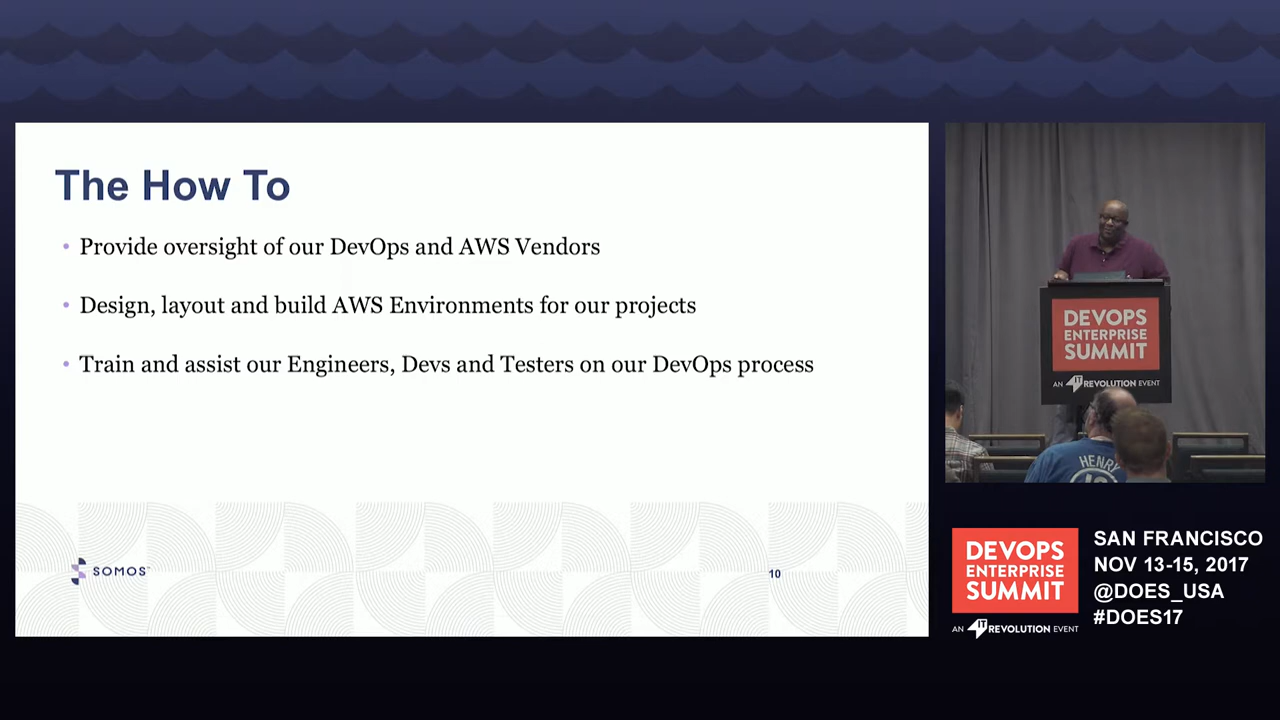 The How To
• Provide oversight of our DevOps and AWS Vendors
• Design, layout and build AWS Environments for our projects
• Train and assist our Engineers, Devs and Testers on our DevOps process
SOMOS
10
DEVOPS
ENTERPRISE
SUMMIT
AN IT REVOLUTION EVENT
HENRY
DEVOPS
ENTERPRISE
SUMMIT
AN IT REVOLUTION EVENT
SAN FRANCISCO
NOV 13-15, 2017
@DOES_USA
#DOES17